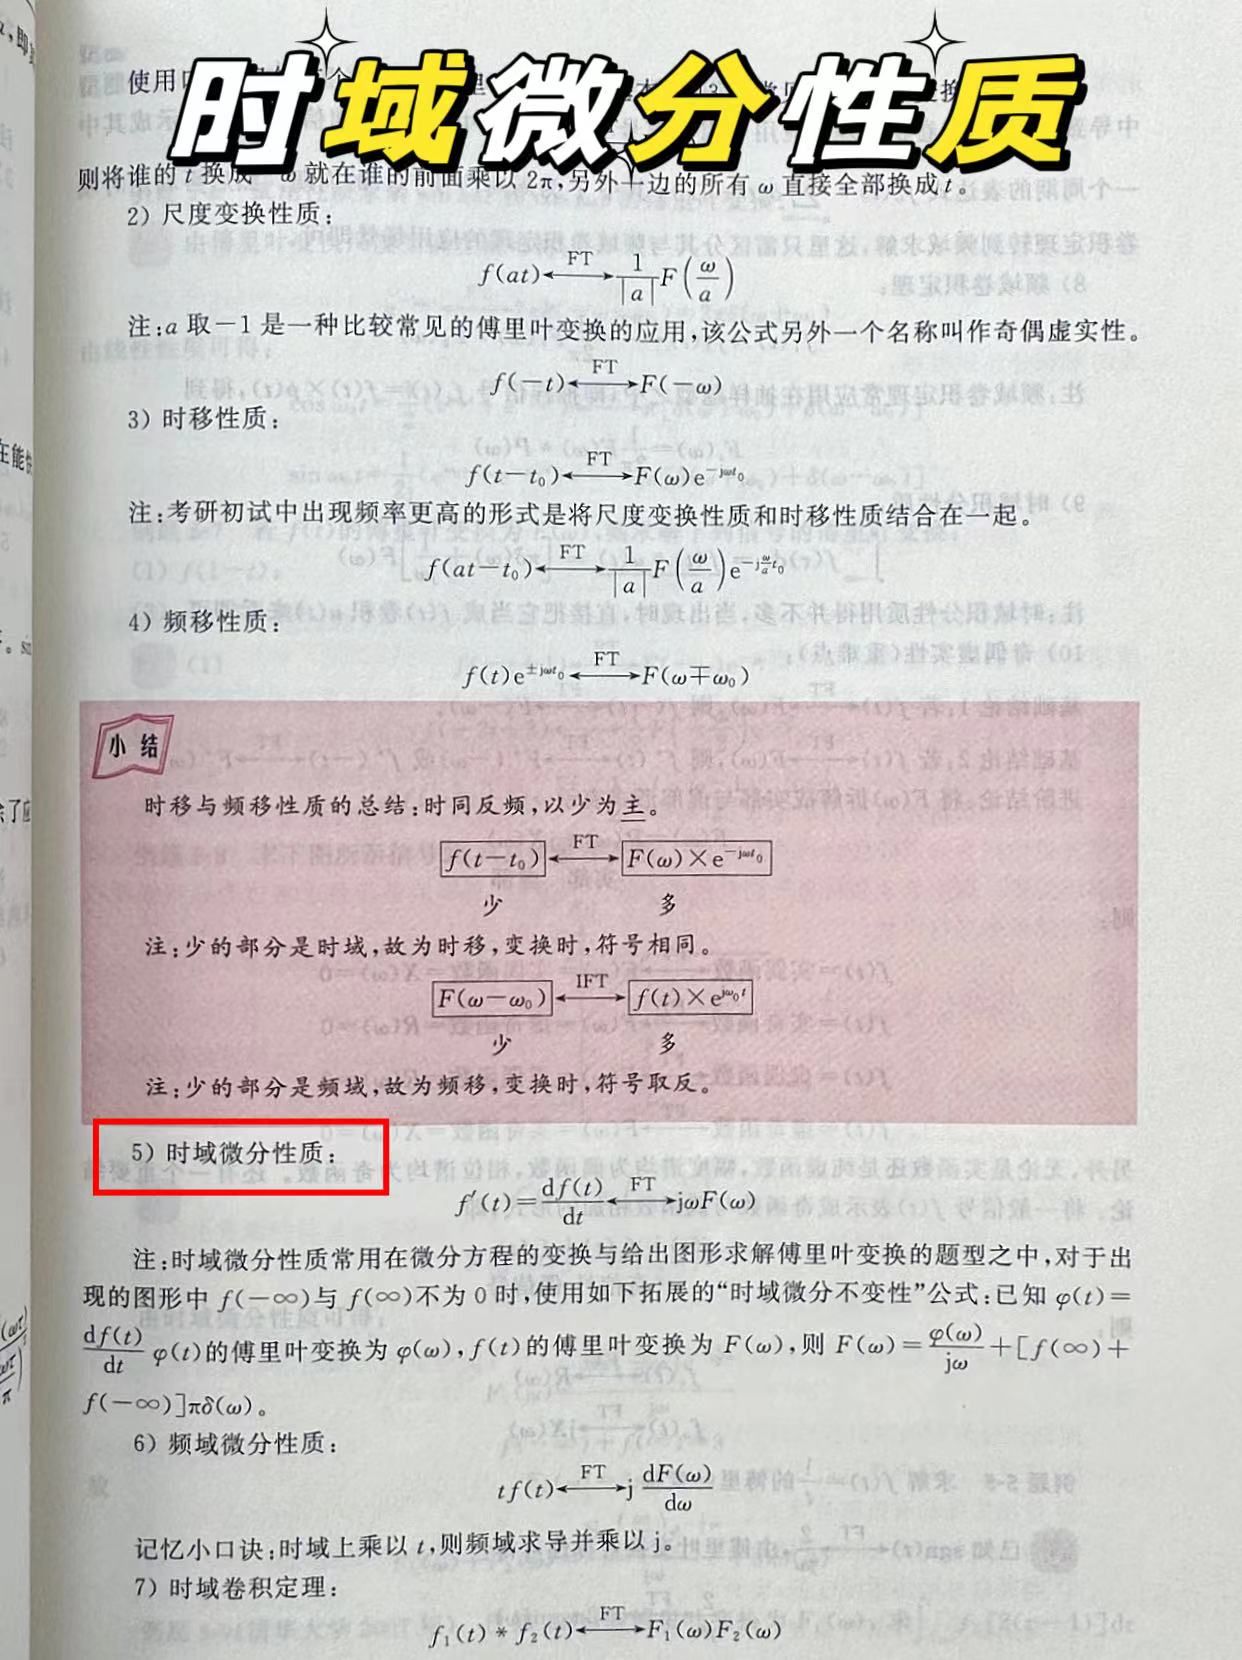 时域微分性质
使用
则将谁的 t 换成−ω 就在谁的前面乘以 2π,另外一边的所有 ω 直接全部换成 t。
2) 尺度变换性质:
f(at) ←FT→ 1/|a| F(ω/a)
注:a 取−1 是一种比较常见的傅里叶变换的应用,该公式另外一个名称叫作奇偶虚实性。
f(−t) ←FT→ F(−ω)
3) 时移性质:
f(t−t₀) ←FT→ F(ω)e^(−jωt₀)
注:考研初试中出现频率更高的形式是将尺度变换性质和时移性质结合在一起。
f(at−t₀) ←FT→ 1/|a| F(ω/a) e^(−j(ω/a)t₀)
4) 频移性质:
f(t)e^(±jωt₀) ←FT→ F(ω∓ω₀)
小结
时移与频移性质的总结:时同反频,以少为主。
f(t−t₀) ←FT→ F(ω)×e^(−jωt₀)
少 多
注:少的部分是时域,故为时移,变换时,符号相同。
F(ω−ω₀) ←IFT→ f(t)×e^(jω₀t)
少 多
注:少的部分是频域,故为频移,变换时,符号取反。
5) 时域微分性质:
f′(t)=df(t)/dt ←FT→ jωF(ω)
注:时域微分性质常用在微分方程的变换与给出图形求解傅里叶变换的题型之中,对于出
现的图形中 f(−∞)与 f(∞)不为 0 时,使用如下拓展的“时域微分不变性”公式:已知 φ(t)=
df(t)/dt φ(t)的傅里叶变换为 φ(ω),f(t)的傅里叶变换为 F(ω),则 F(ω)=φ(ω)/jω+[f(∞)+
f(−∞)]πδ(ω)。
6) 频域微分性质:
tf(t) ←FT→ j dF(ω)/dω
记忆小口诀:时域上乘以 t,则频域求导并乘以 j。
7) 时域卷积定理:
f₁(t)*f₂(t) ←FT→ F₁(ω)F₂(ω)